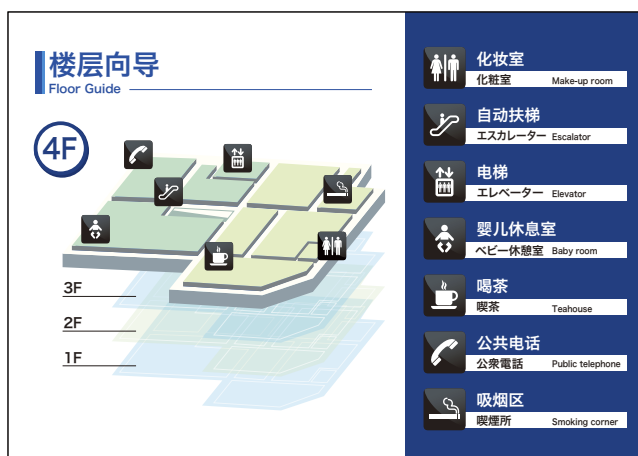 楼层向导
Floor Guide
4F
3F
2F
1F
化妆室
化粧室 Make-up room
自动扶梯
エスカレーター Escalator
电梯
エレベーター Elevator
婴儿休息室
ベビー休憩室 Baby room
喝茶
喫茶 Teahouse
公共电话
公衆電話 Public telephone
吸烟区
喫煙所 Smoking corner